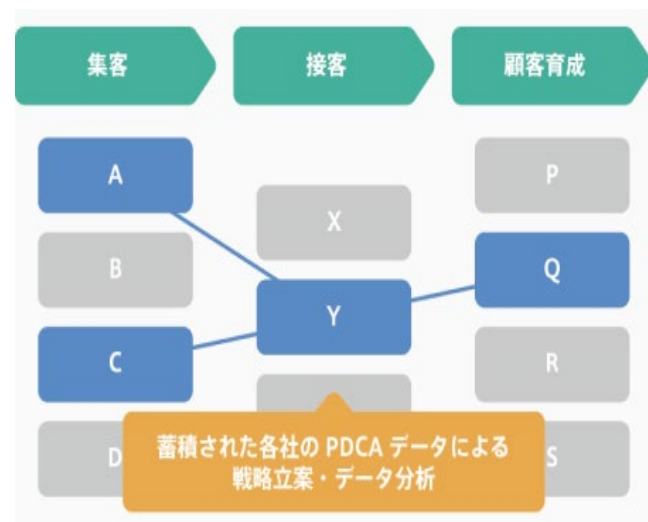 集客
接客
顧客育成
A
B
C
D
X
Y
P
Q
R
S
蓄積された各社の PDCA データによる
戦略立案・データ分析